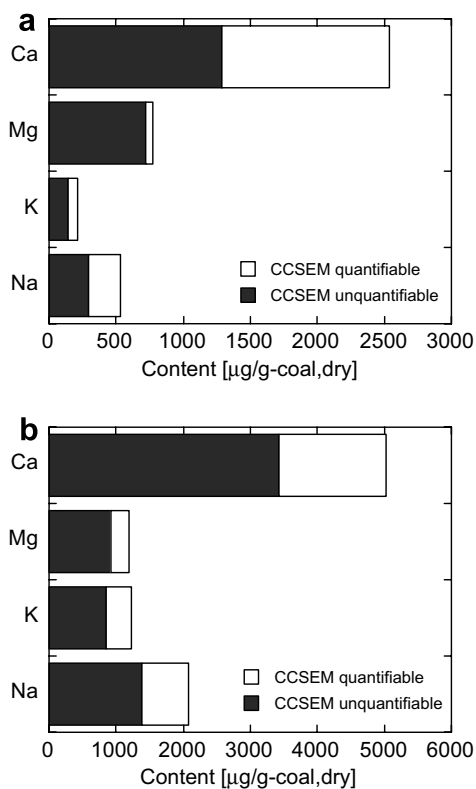 a
Ca
Mg
K
Na
CCSEM quantifiable
CCSEM unquantifiable
0 500 1000 1500 2000 2500 3000
Content [μg/g-coal,dry]
b
Ca
Mg
K
Na
CCSEM quantifiable
CCSEM unquantifiable
0 1000 2000 3000 4000 5000 6000
Content [μg/g-coal,dry]